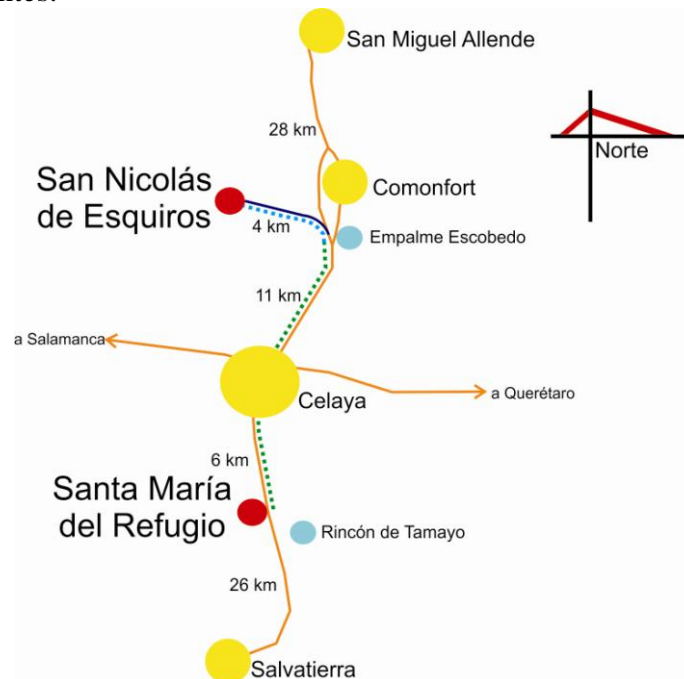 San Miguel Allende
28 km
Norte
San Nicolás
de Esquiros
Comonfort
4 km
Empalme Escobedo
11 km
a Salamanca
a Querétaro
Celaya
6 km
Santa María
del Refugio
Rincón de Tamayo
26 km
Salvatierra